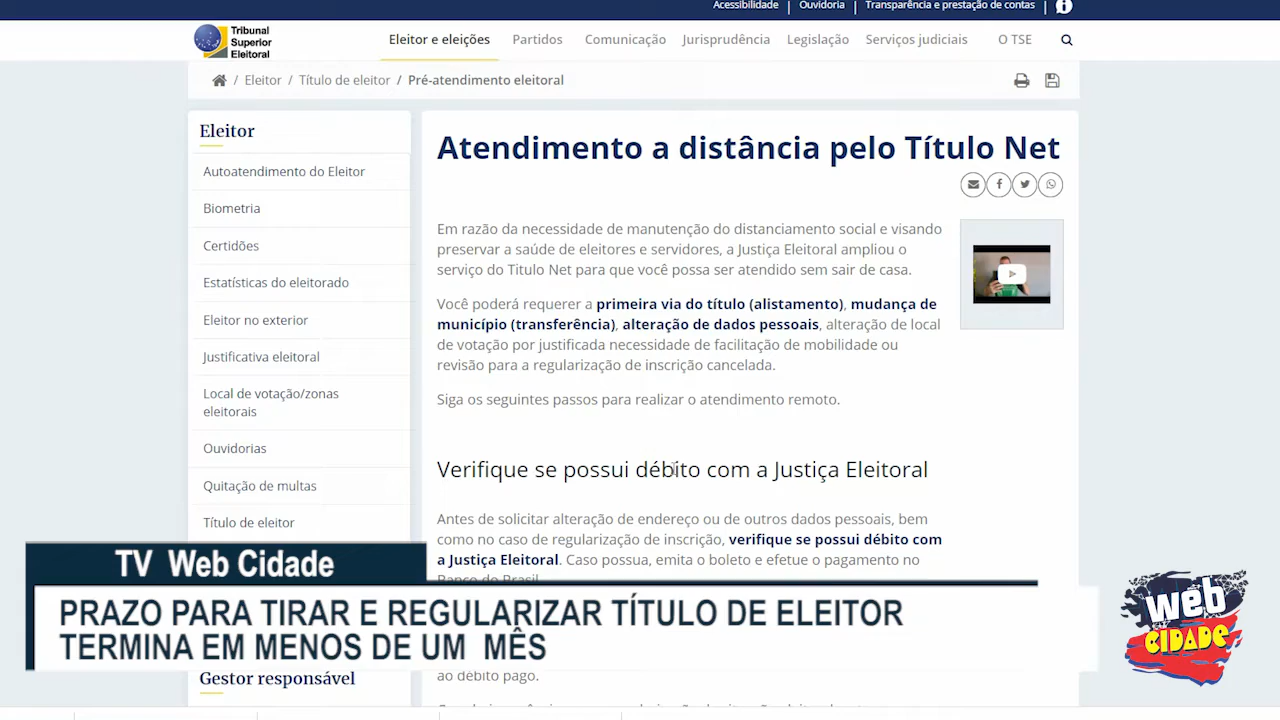 Acessibilidade | Ouvidoria | Transparência e prestação de contas |
Tribunal
Superior
Eleitoral
Eleitor e eleições Partidos Comunicação Jurisprudência Legislação Serviços judiciais O TSE
/ Eleitor / Título de eleitor / Pré-atendimento eleitoral
Eleitor
Autoatendimento do Eleitor
Biometria
Certidões
Estatísticas do eleitorado
Eleitor no exterior
Justificativa eleitoral
Local de votação/zonas
eleitorais
Ouvidorias
Quitação de multas
Título de eleitor
Gestor responsável
Atendimento a distância pelo Título Net
Em razão da necessidade de manutenção do distanciamento social e visando
preservar a saúde de eleitores e servidores, a Justiça Eleitoral ampliou o
serviço do Titulo Net para que você possa ser atendido sem sair de casa.
Você poderá requerer a primeira via do título (alistamento), mudança de
município (transferência), alteração de dados pessoais, alteração de local
de votação por justificada necessidade de facilitação de mobilidade ou
revisão para a regularização de inscrição cancelada.
Siga os seguintes passos para realizar o atendimento remoto.
Verifique se possui débito com a Justiça Eleitoral
Antes de solicitar alteração de endereço ou de outros dados pessoais, bem
como no caso de regularização de inscrição, verifique se possui débito com
a Justiça Eleitoral. Caso possua, emita o boleto e efetue o pagamento no
Banco do Brasil.
ao débito pago.
TV Web Cidade
PRAZO PARA TIRAR E REGULARIZAR TÍTULO DE ELEITOR
TERMINA EM MENOS DE UM MÊS
web
CIDADE